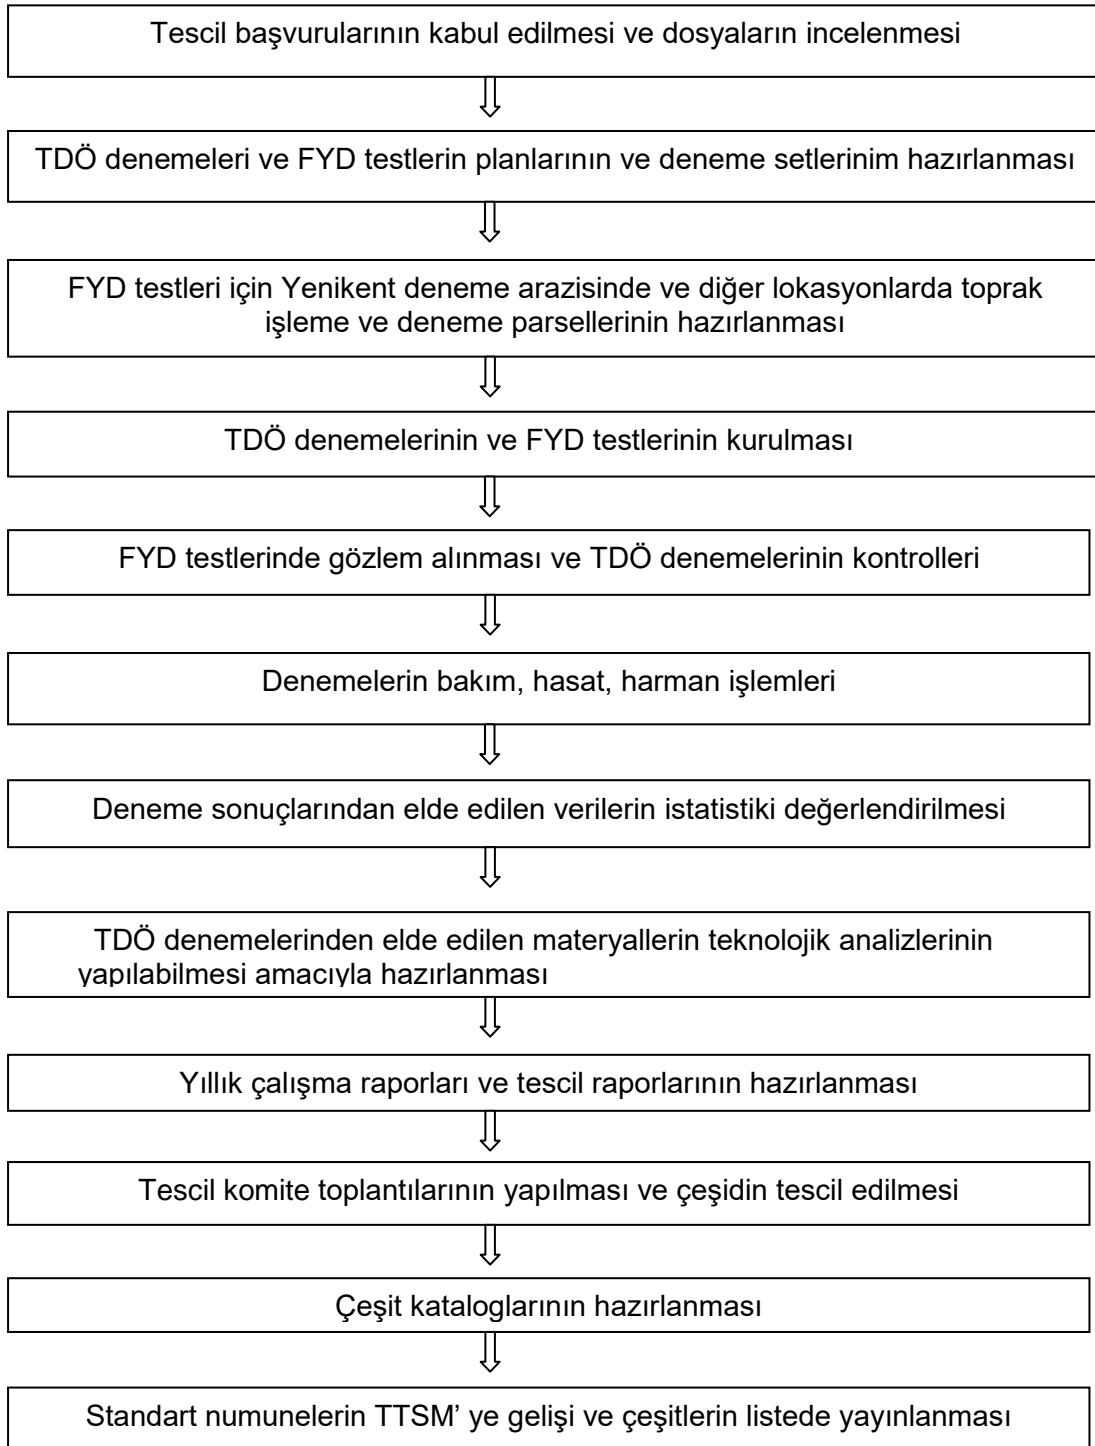 Tescil başvurularının kabul edilmesi ve dosyaların incelenmesi
TDÖ denemeleri ve FYD testlerin planlarının ve deneme setlerinim hazırlanması
FYD testleri için Yenikent deneme arazisinde ve diğer lokasyonlarda toprak
işleme ve deneme parsellerinin hazırlanması
TDÖ denemelerinin ve FYD testlerinin kurulması
FYD testlerinde gözlem alınması ve TDÖ denemelerinin kontrolleri
Denemelerin bakım, hasat, harman işlemleri
Deneme sonuçlarından elde edilen verilerin istatistiki değerlendirilmesi
TDÖ denemelerinden elde edilen materyallerin teknolojik analizlerinin
yapılabilmesi amacıyla hazırlanması
Yıllık çalışma raporları ve tescil raporlarının hazırlanması
Tescil komite toplantılarının yapılması ve çeşidin tescil edilmesi
Çeşit kataloglarının hazırlanması
Standart numunelerin TTSM’ ye gelişi ve çeşitlerin listede yayınlanması